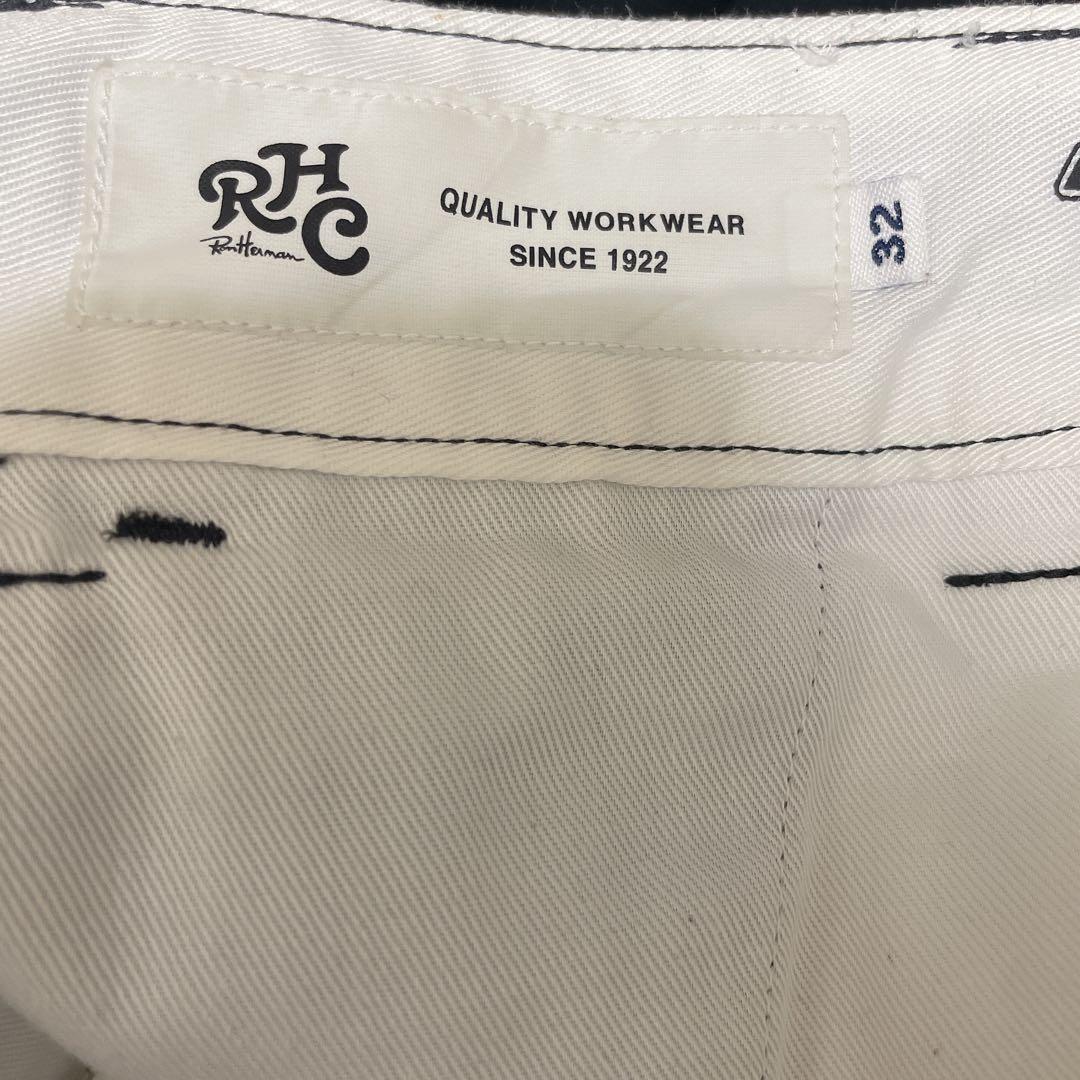 RHC
Ron Herman
QUALITY WORKWEAR
SINCE 1922
32